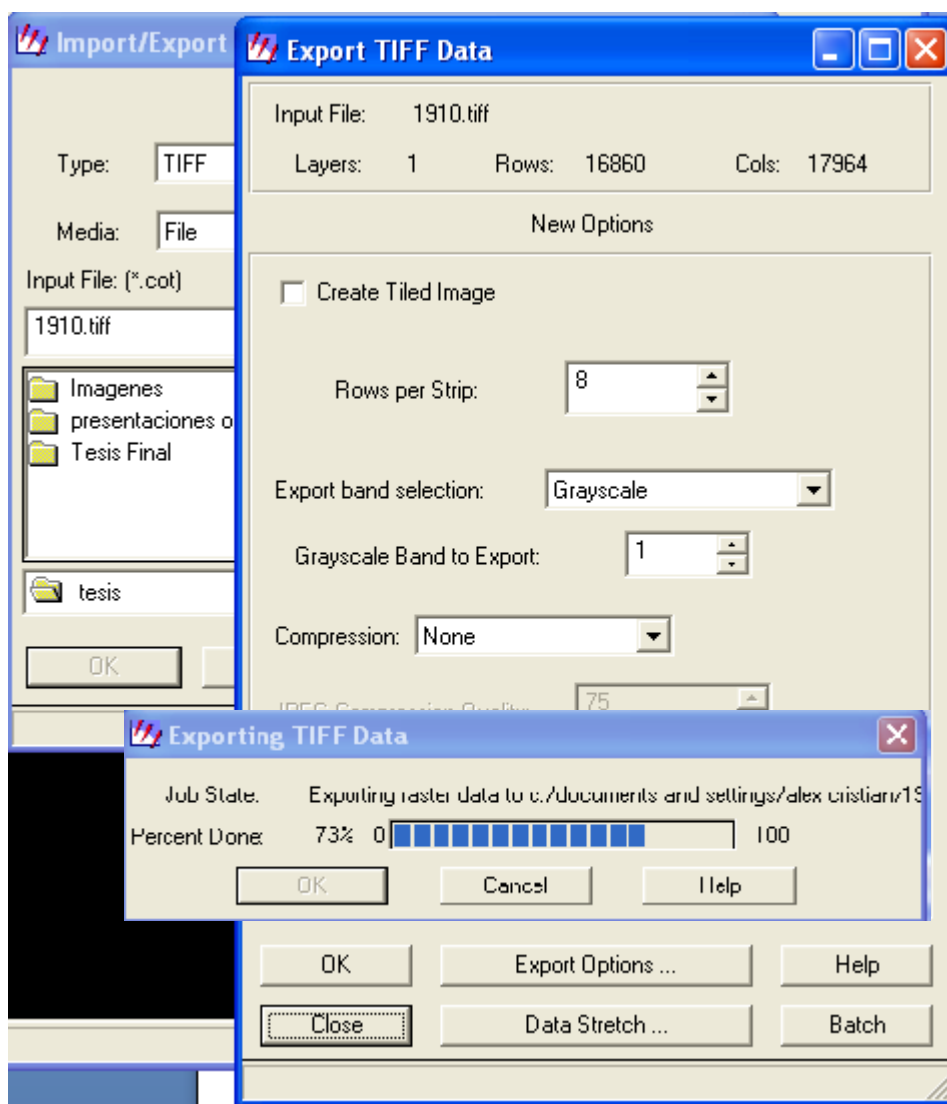 Import/Export
Type: TIFF
Media: File
Input File: (*.cot)
1910.tiff
Imagenes
presentaciones o
Tesis Final
tesis
OK
Export TIFF Data
Input File: 1910.tiff
Layers: 1 Rows: 16860 Cols: 17964
New Options
Create Tiled Image
Rows per Strip: 8
Export band selection: Grayscale
Grayscale Band to Export: 1
Compression: None
JPEG Compression Quality: 75
Exporting TIFF Data
Job State: Exporting raster data to c:/documents and settings/alex cristian/19
Percent Done: 73% 0 100
OK Cancel Help
OK Export Options ... Help
Close Data Stretch ... Batch